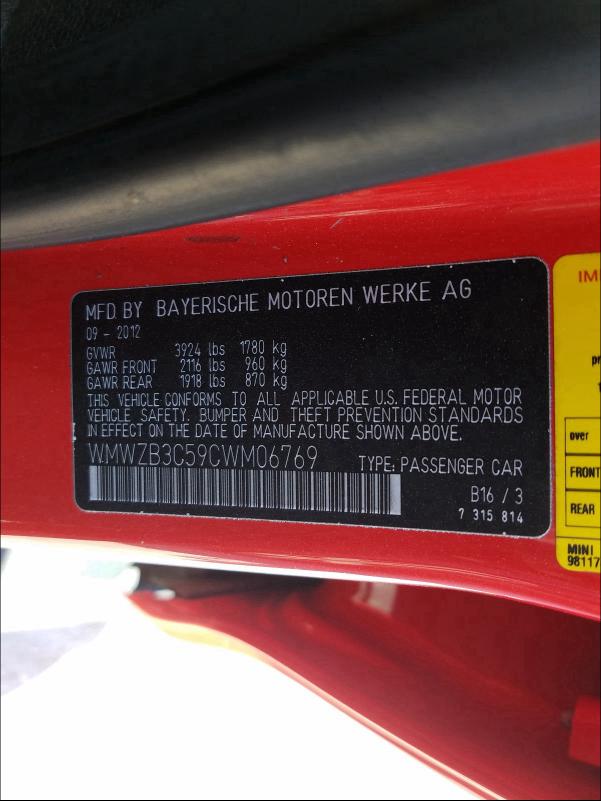 MFD. BY BAYERISCHE MOTOREN WERKE AG
09 - 2012
GVWR 3924 lbs 1780 kg
GAWR FRONT 2116 lbs 960 kg
GAWR REAR 1918 lbs 870 kg
THIS VEHICLE CONFORMS TO ALL APPLICABLE U.S. FEDERAL MOTOR
VEHICLE SAFETY. BUMPER AND THEFT PREVENTION STANDARDS
IN EFFECT ON THE DATE OF MANUFACTURE SHOWN ABOVE.
WMWZB3C59CWM06769 TYPE: PASSENGER CAR
B16 / 3
7 315 814
over
FRONT
REAR
MINI
98117